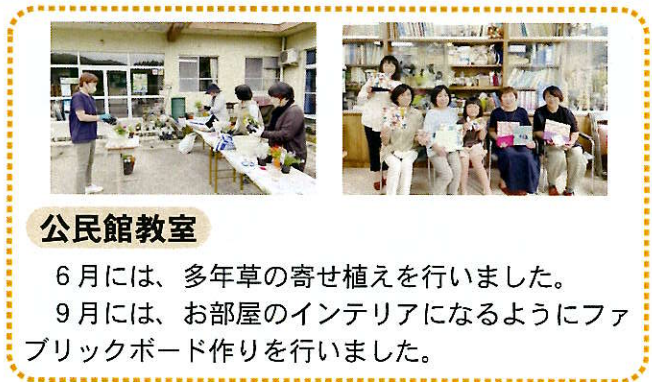 公民館教室
６月には、多年草の寄せ植えを行いました。
９月には、お部屋のインテリアになるようにファ
ブリックボード作りを行いました。